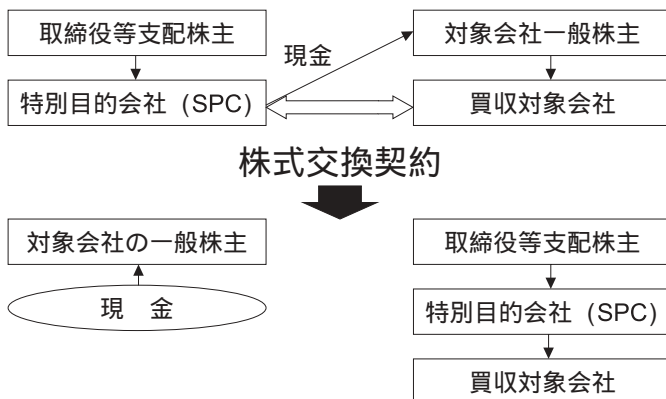 取締役等支配株主
現金
対象会社一般株主
特別目的会社（SPC）
買収対象会社
株式交換契約
対象会社の一般株主
取締役等支配株主
現　金
特別目的会社（SPC）
買収対象会社